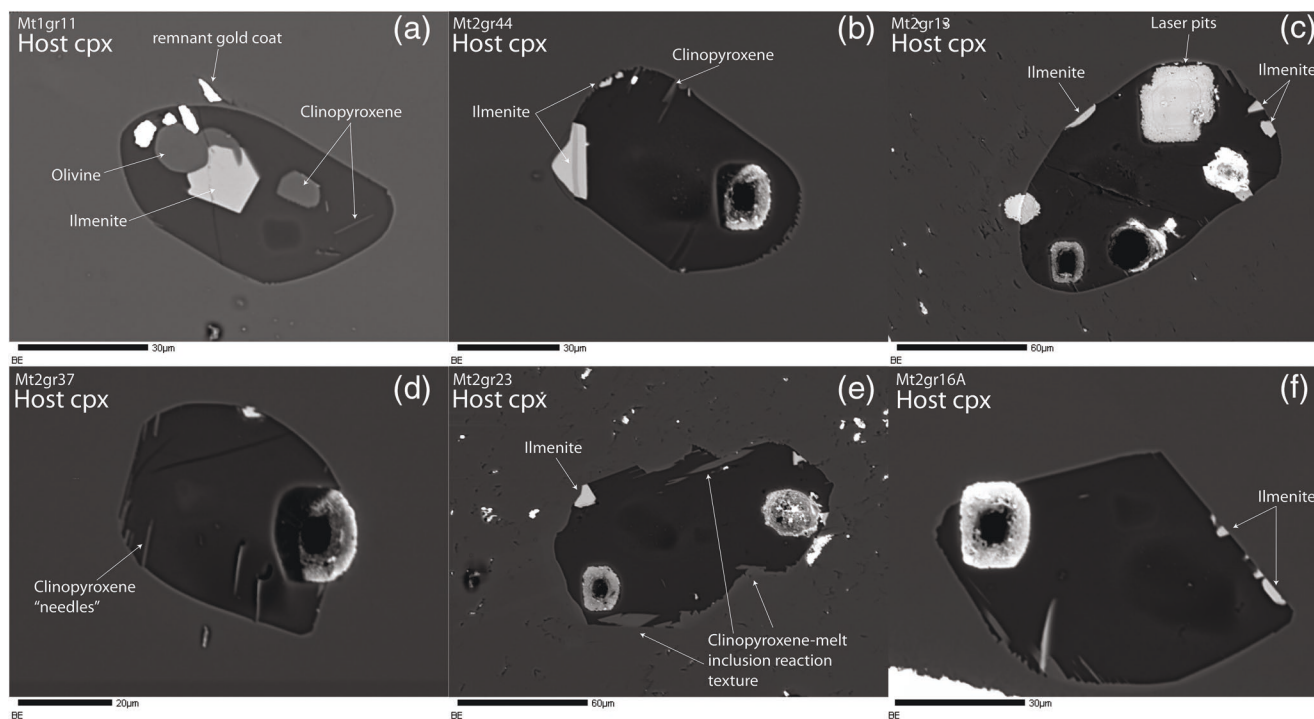 Mt1gr11
Host cpx
(a)
remnant gold coat
Clinopyroxene
Olivine
Ilmenite
30µm
BE
Mt2gr44
Host cpx
(b)
Clinopyroxene
Ilmenite
30µm
BE
Mt2gr13
Host cpx
(c)
Laser pits
Ilmenite
Ilmenite
60µm
BE
Mt2gr37
Host cpx
(d)
Clinopyroxene
"needles"
20µm
BE
Mt2gr23
Host cpx
(e)
Ilmenite
Clinopyroxene-melt
inclusion reaction
texture
60µm
BE
Mt2gr16A
Host cpx
(f)
Ilmenite
30µm
BE